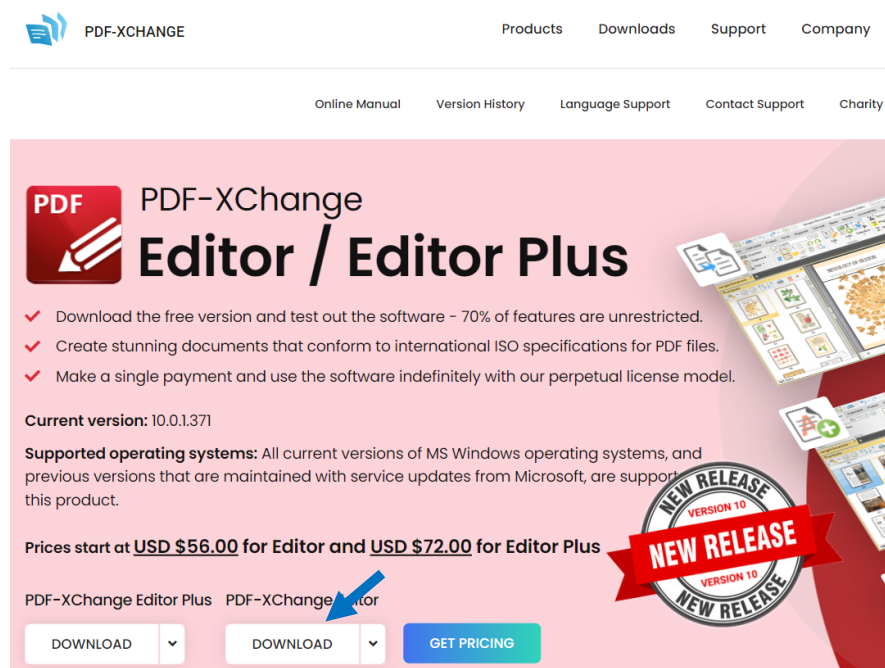 PDF-XCHANGE
Products Downloads Support Company
Online Manual Version History Language Support Contact Support Charity
PDF
PDF-XChange
Editor / Editor Plus
Download the free version and test out the software - 70% of features are unrestricted.
Create stunning documents that conform to international ISO specifications for PDF files.
Make a single payment and use the software indefinitely with our perpetual license model.
Current version: 10.0.1.371
Supported operating systems: All current versions of MS Windows operating systems, and
previous versions that are maintained with service updates from Microsoft, are
this product.
Prices start at USD $56.00 for Editor and USD $72.00 for Editor Plus
NEW RELEASE
VERSION 10
NEW RELEASE
VERSION 10
NEW RELEASE
PDF-XChange Editor Plus PDF-XChange
DOWNLOAD DOWNLOAD GET PRICING